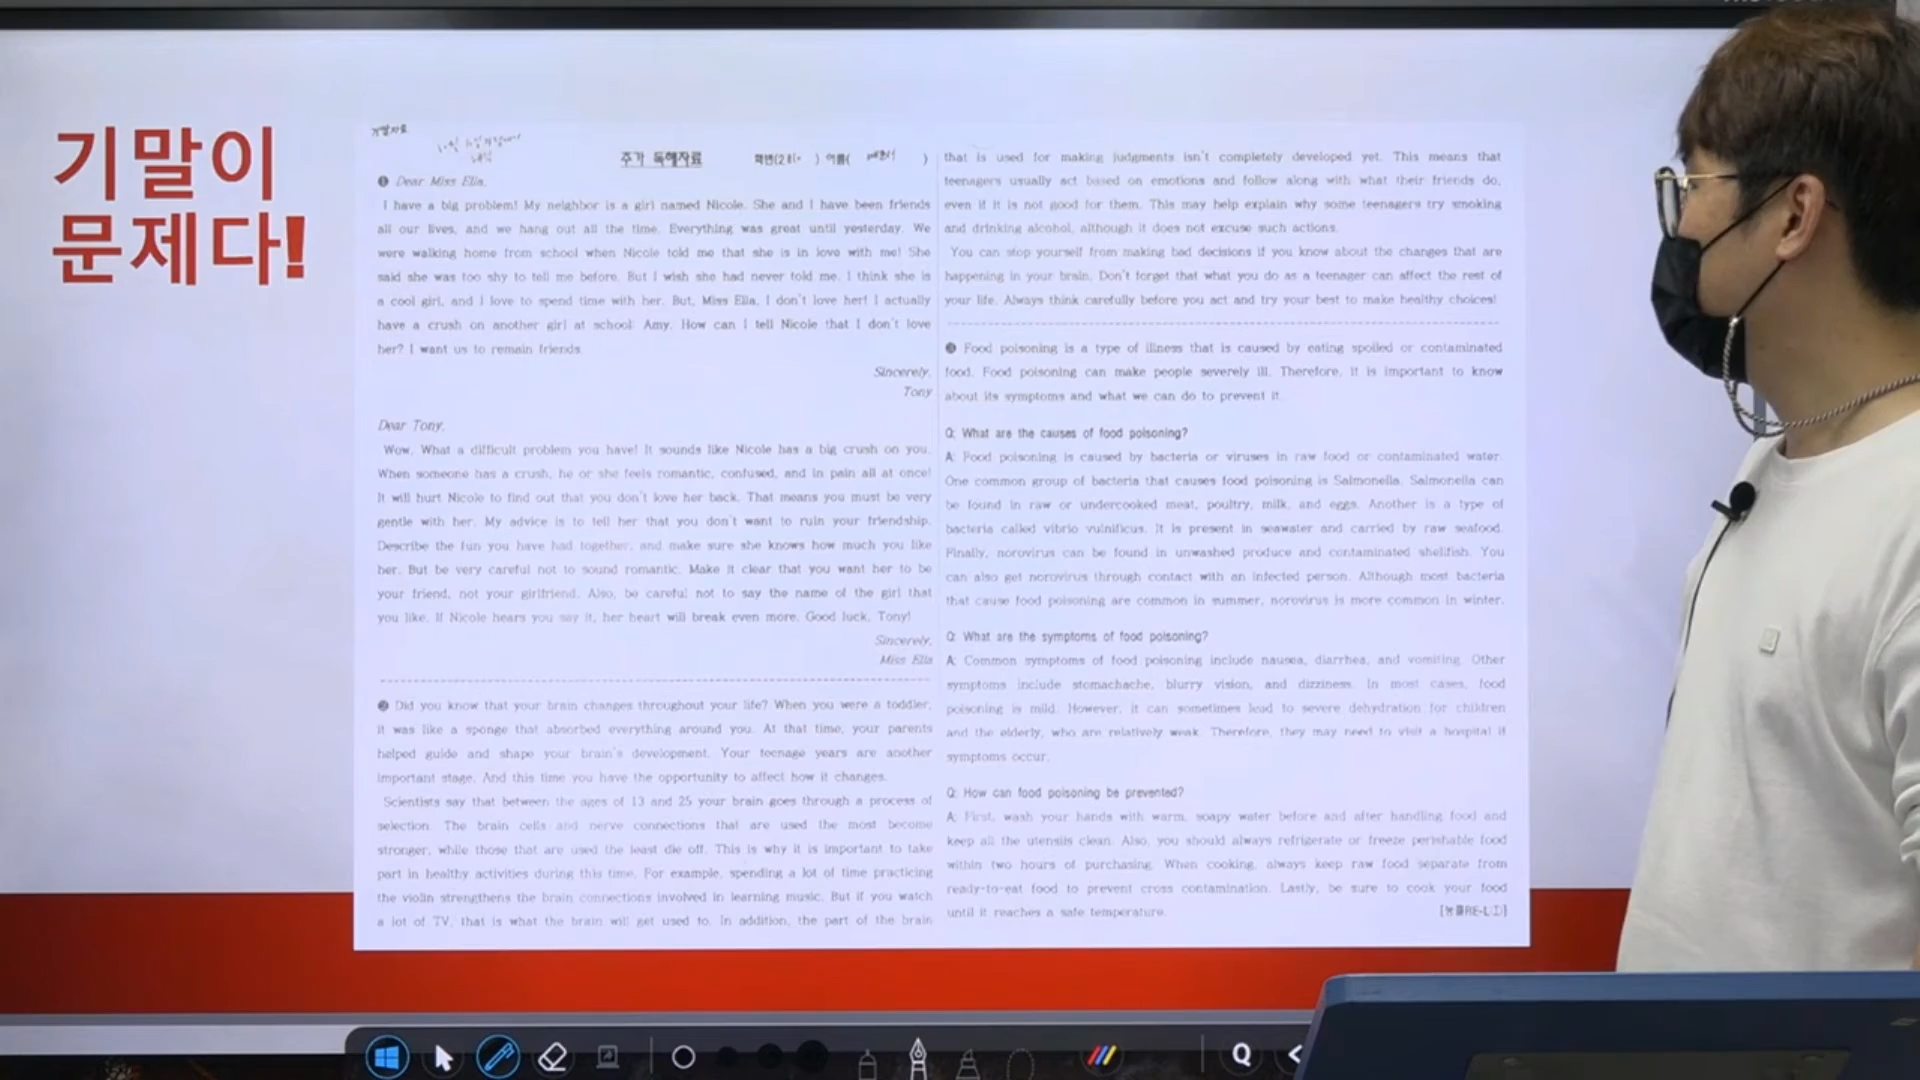 기말이
문제다!
기말자료
주가 독해자료 학번( ) 이름( )
❶ Dear Miss Ella,
I have a big problem! My neighbor is a girl named Nicole. She and I have been friends
all our lives, and we hang out all the time. Everything was great until yesterday. We
were walking home from school when Nicole told me that she is in love with me! She
said she was too shy to tell me before. But I wish she had never told me. I think she is
a cool girl, and I love to spend time with her. But, Miss Ella, I don't love her! I actually
have a crush on another girl at school: Amy. How can I tell Nicole that I don't love
her? I want us to remain friends.
Sincerely,
Tony
Dear Tony,
Wow. What a difficult problem you have! It sounds like Nicole has a big crush on you.
When someone has a crush, he or she feels romantic, confused, and in pain all at once!
It will hurt Nicole to find out that you don't love her back. That means you must be very
gentle with her. My advice is to tell her that you don't want to ruin your friendship.
Describe the fun you have had together, and make sure she knows how much you like
her. But be very careful not to sound romantic. Make it clear that you want her to be
your friend, not your girlfriend. Also, be careful not to say the name of the girl that
you like. If Nicole hears you say it, her heart will break even more. Good luck, Tony!
Sincerely,
Miss Ella
❷ Did you know that your brain changes throughout your life? When you were a toddler,
it was like a sponge that absorbed everything around you. At that time, your parents
helped guide and shape your brain's development. Your teenage years are another
important stage. And this time you have the opportunity to affect how it changes.
Scientists say that between the ages of 13 and 25 your brain goes through a process of
selection. The brain cells and nerve connections that are used the most become
stronger, while those that are used the least die off. This is why it is important to take
part in healthy activities during this time. For example, spending a lot of time practicing
the violin strengthens the brain connections involved in learning music. But if you watch
a lot of TV, that is what the brain will get used to. In addition, the part of the brain
that is used for making judgments isn't completely developed yet. This means that
teenagers usually act based on emotions and follow along with what their friends do,
even if it is not good for them. This may help explain why some teenagers try smoking
and drinking alcohol, although it does not excuse such actions.
You can stop yourself from making bad decisions if you know about the changes that are
happening in your brain. Don't forget that what you do as a teenager can affect the rest of
your life. Always think carefully before you act and try your best to make healthy choices!
❸ Food poisoning is a type of illness that is caused by eating spoiled or contaminated
food. Food poisoning can make people severely ill. Therefore, it is important to know
about its symptoms and what we can do to prevent it.
Q: What are the causes of food poisoning?
A: Food poisoning is caused by bacteria or viruses in raw food or contaminated water.
One common group of bacteria that causes food poisoning is Salmonella. Salmonella can
be found in raw or undercooked meat, poultry, milk, and eggs. Another is a type of
bacteria called vibrio vulnificus. It is present in seawater and carried by raw seafood.
Finally, norovirus can be found in unwashed produce and contaminated shellfish. You
can also get norovirus through contact with an infected person. Although most bacteria
that cause food poisoning are common in summer, norovirus is more common in winter.
Q: What are the symptoms of food poisoning?
A: Common symptoms of food poisoning include nausea, diarrhea, and vomiting. Other
symptoms include stomachache, blurry vision, and dizziness. In most cases, food
poisoning is mild. However, it can sometimes lead to severe dehydration for children
and the elderly, who are relatively weak. Therefore, they may need to visit a hospital if
symptoms occur.
Q: How can food poisoning be prevented?
A: First, wash your hands with warm, soapy water before and after handling food and
keep all the utensils clean. Also, you should always refrigerate or freeze perishable food
within two hours of purchasing. When cooking, always keep raw food separate from
ready-to-eat food to prevent cross contamination. Lastly, be sure to cook your food
until it reaches a safe temperature.